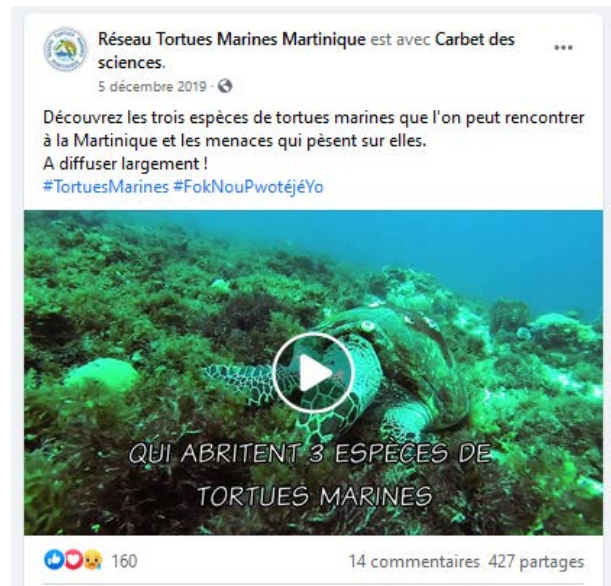 Réseau Tortues Marines Martinique est avec Carbet des
sciences.
5 décembre 2019 ·
Découvrez les trois espèces de tortues marines que l'on peut rencontrer
à la Martinique et les menaces qui pèsent sur elles.
A diffuser largement !
#TortuesMarines #FokNouPwotéjéYo
QUI ABRITENT 3 ESPÈCES DE
TORTUES MARINES
160
14 commentaires 427 partages